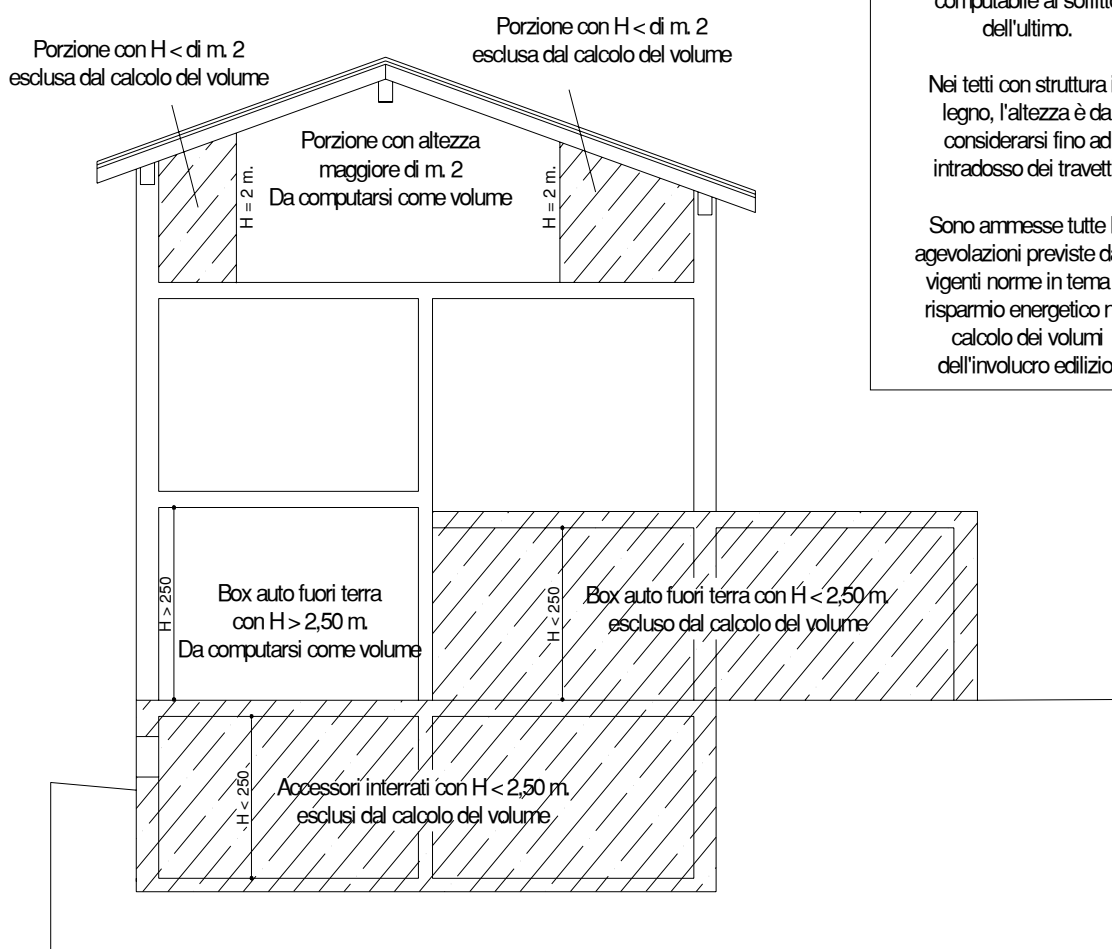 Porzione con H < di m. 2
esclusa dal calcolo del volume
Porzione con H < di m. 2
esclusa dal calcolo del volume
Porzione con altezza
maggiore di m. 2
Da computarsi come volume
H = 2 m.
H = 2 m.
computabile al soffitto
dell'ultimo.
Nei tetti con struttura i
legno, l'altezza è da
considerarsi fino ad
intradosso dei travett
Sono ammesse tutte l
agevolazioni previste da
vigenti norme in tema
risparmio energetico n
calcolo dei volumi
dell'involucro edilizio
H > 250
Box auto fuori terra
con H > 2,50 m.
Da computarsi come volume
H < 250
Box auto fuori terra con H < 2,50 m.
escluso dal calcolo del volume
H < 250
Accessori interrati con H < 2,50 m.
esclusi dal calcolo del volume